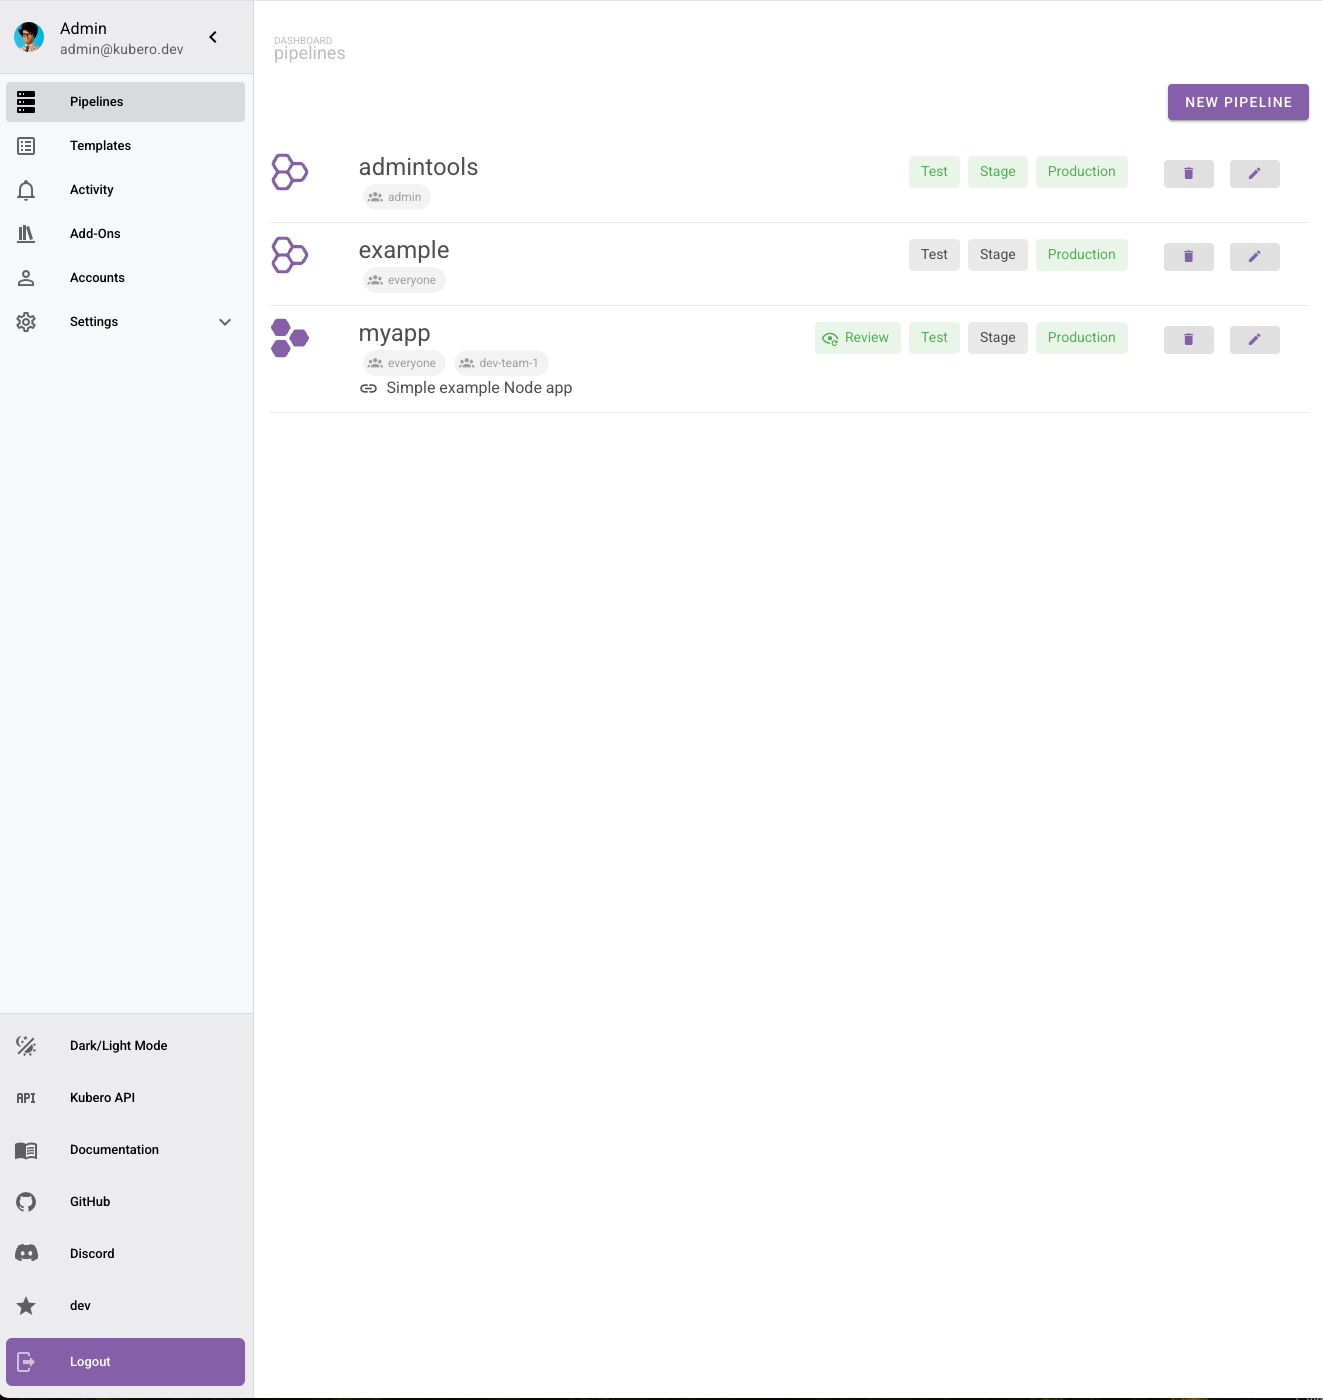 Admin
admin@kubero.dev
Pipelines
Templates
Activity
Add-Ons
Accounts
Settings
Dark/Light Mode
API
Kubero API
Documentation
GitHub
Discord
dev
Logout
DASHBOARD
pipelines
NEW PIPELINE
admintools
admin
Test
Stage
Production
example
everyone
Test
Stage
Production
myapp
everyone
dev-team-1
Simple example Node app
Review
Test
Stage
Production